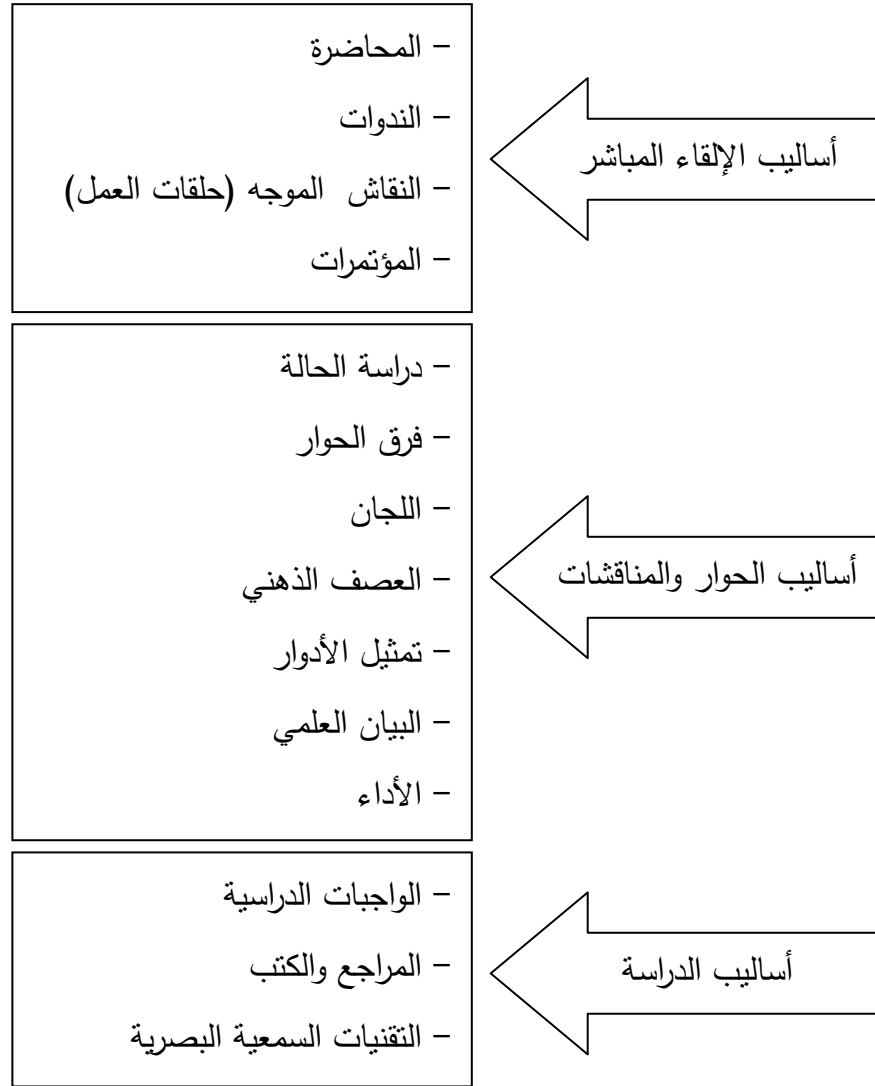 أساليب الإلقاء المباشر
– المحاضرة
– الندوات
– النقاش الموجه (حلقات العمل)
– المؤتمرات
أساليب الحوار والمناقشات
– دراسة الحالة
– فرق الحوار
– اللجان
– العصف الذهني
– تمثيل الأدوار
– البيان العلمي
– الأداء
أساليب الدراسة
– الواجبات الدراسية
– المراجع والكتب
– التقنيات السمعية البصرية